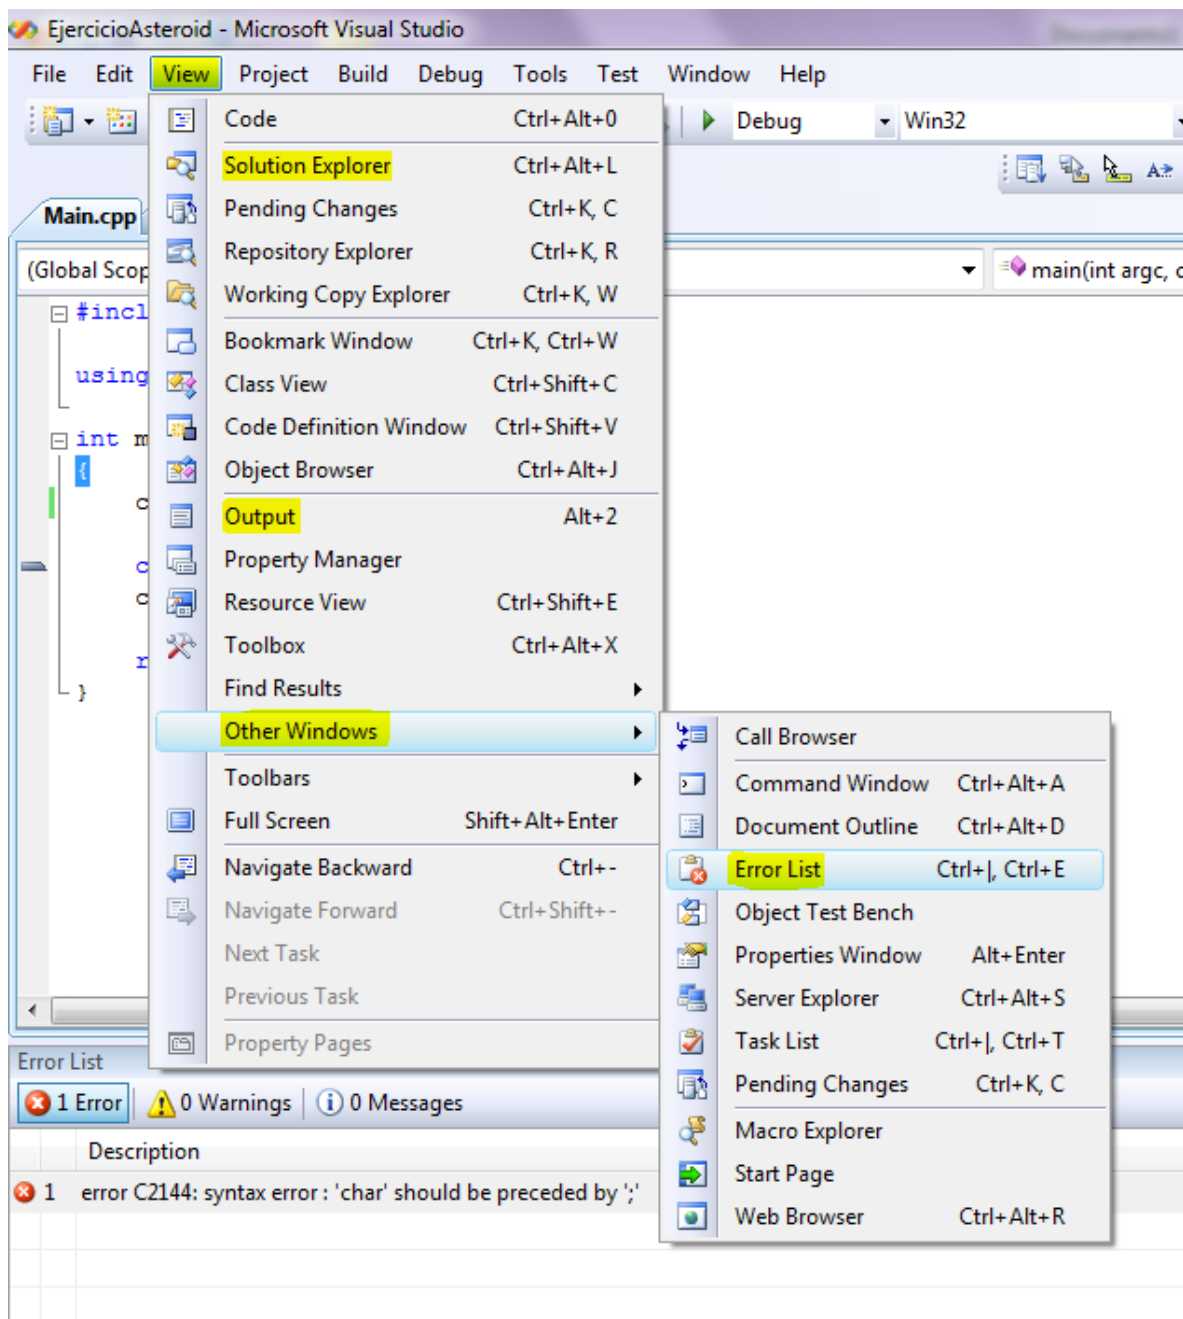 EjercicioAsteroid - Microsoft Visual Studio
File Edit View Project Build Debug Tools Test Window Help
Debug Win32
Main.cpp
(Global Scop
main(int argc, c
#incl
using
int m
{
c
c
c
r
}
Code Ctrl+Alt+0
Solution Explorer Ctrl+Alt+L
Pending Changes Ctrl+K, C
Repository Explorer Ctrl+K, R
Working Copy Explorer Ctrl+K, W
Bookmark Window Ctrl+K, Ctrl+W
Class View Ctrl+Shift+C
Code Definition Window Ctrl+Shift+V
Object Browser Ctrl+Alt+J
Output Alt+2
Property Manager
Resource View Ctrl+Shift+E
Toolbox Ctrl+Alt+X
Find Results
Other Windows
Toolbars
Full Screen Shift+Alt+Enter
Navigate Backward Ctrl+-
Navigate Forward Ctrl+Shift+-
Next Task
Previous Task
Property Pages
Call Browser
Command Window Ctrl+Alt+A
Document Outline Ctrl+Alt+D
Error List Ctrl+|, Ctrl+E
Object Test Bench
Properties Window Alt+Enter
Server Explorer Ctrl+Alt+S
Task List Ctrl+|, Ctrl+T
Pending Changes Ctrl+K, C
Macro Explorer
Start Page
Web Browser Ctrl+Alt+R
Error List
1 Error 0 Warnings 0 Messages
Description
1 error C2144: syntax error : 'char' should be preceded by ';'